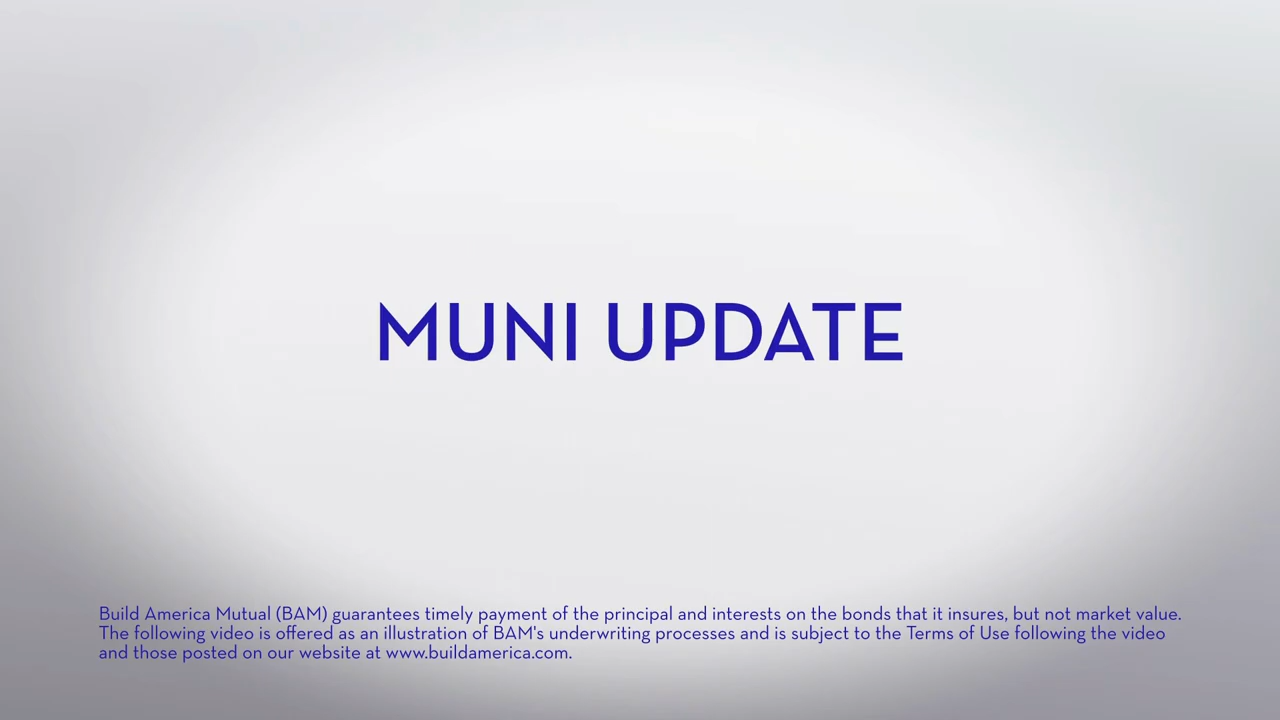 MUNI UPDATE
Build America Mutual (BAM) guarantees timely payment of the principal and interests on the bonds that it insures, but not market value.
The following video is offered as an illustration of BAM's underwriting processes and is subject to the Terms of Use following the video
and those posted on our website at www.buildamerica.com.